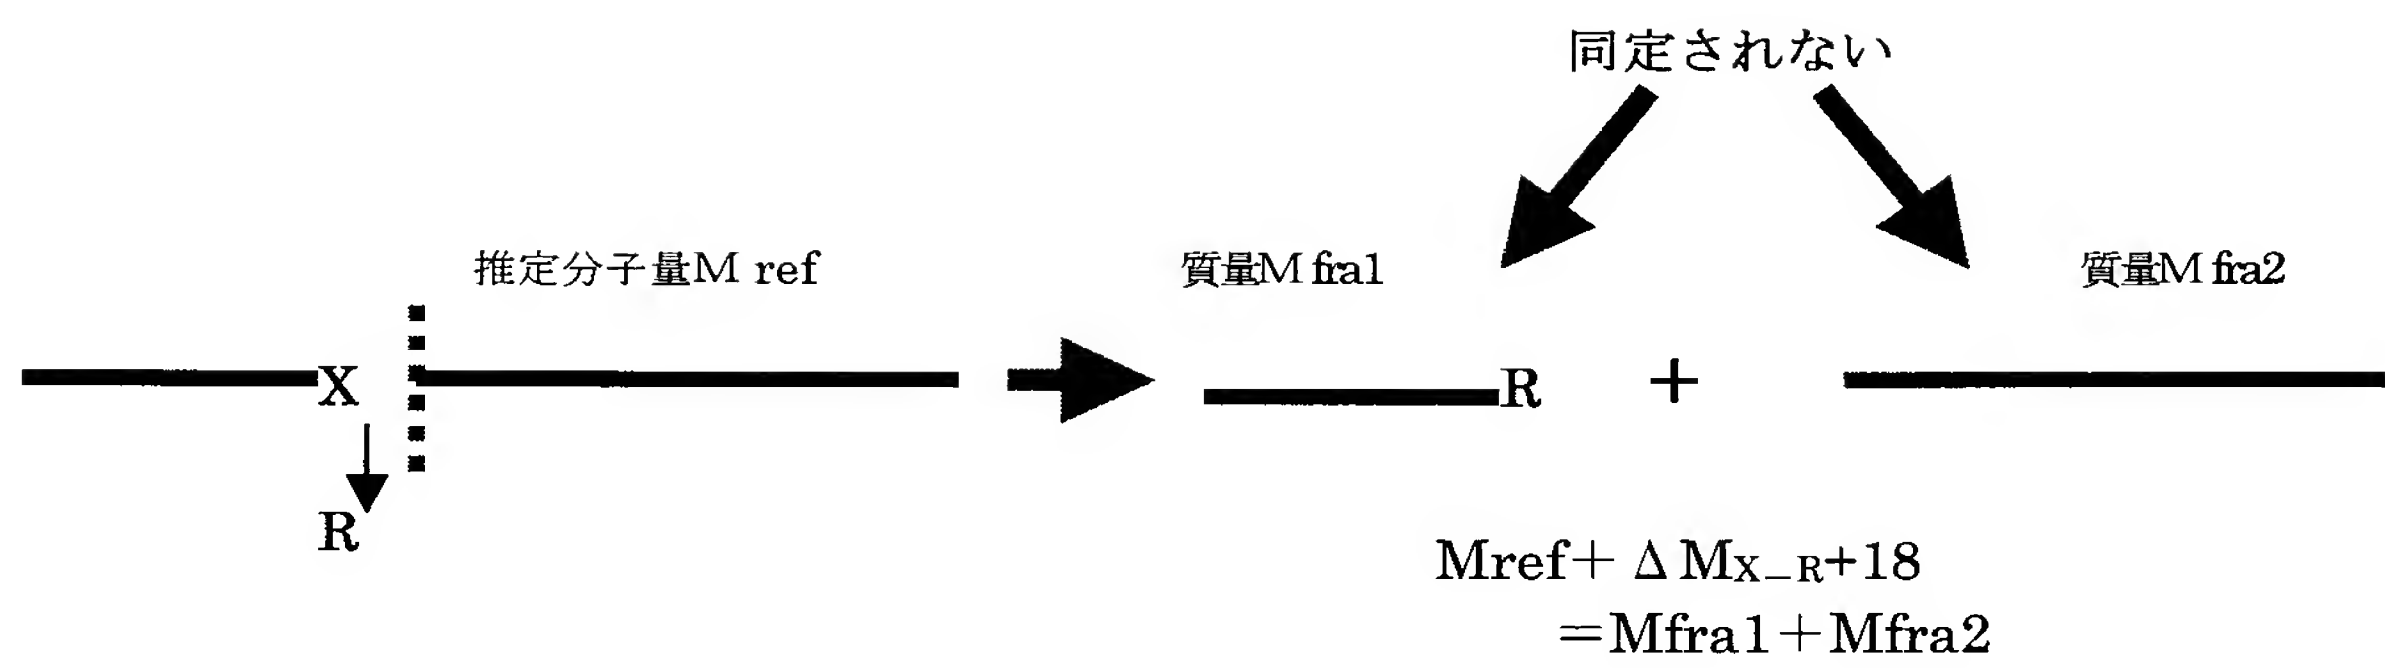 同定されない
推定分子量M ref
質量M fra1
質量M fra2
X
R
+
R
Mref+ΔMX-R+18
=Mfra1+Mfra2